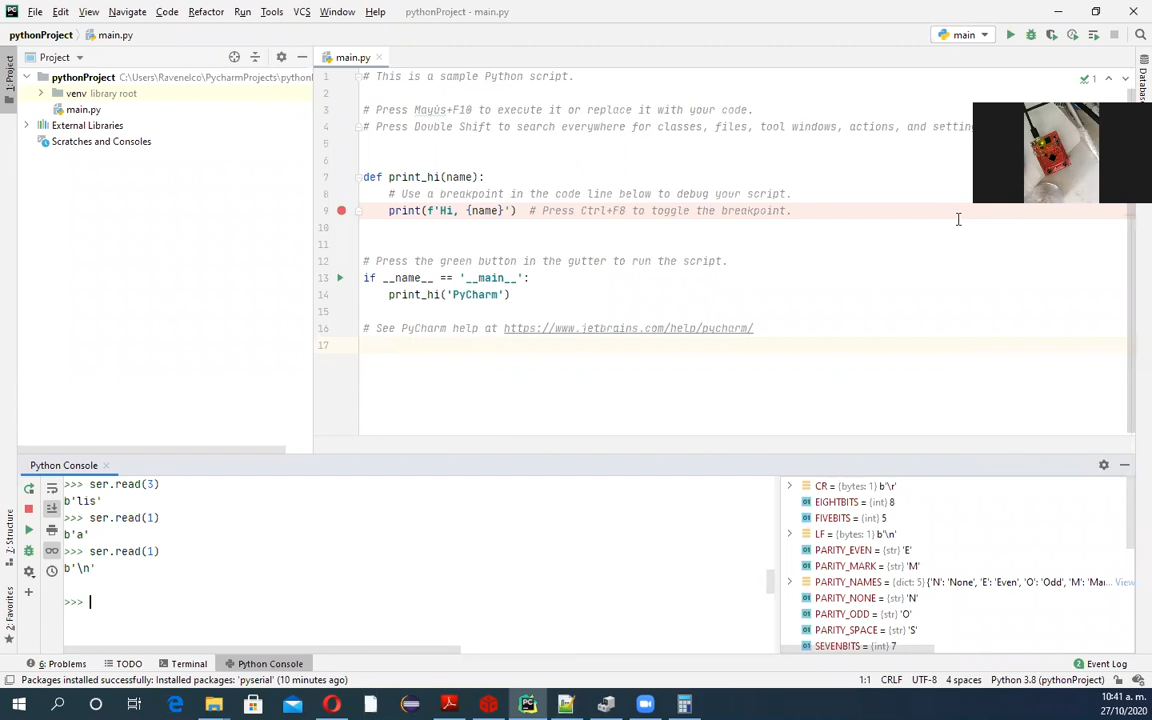 File Edit View Navigate Code Refactor Run Tools VCS Window Help pythonProject - main.py
pythonProject main.py
main
1: Project
Project
main.py
Database
pythonProject C:\Users\Ravenelco\PycharmProjects\pythonl
venv library root
main.py
External Libraries
Scratches and Consoles
1
1 # This is a sample Python script.
2
3 # Press Mayús+F10 to execute it or replace it with your code.
4 # Press Double Shift to search everywhere for classes, files, tool windows, actions, and settin
5
6
7 def print_hi(name):
8 # Use a breakpoint in the code line below to debug your script.
9 print(f'Hi, {name}') # Press Ctrl+F8 to toggle the breakpoint.
10
11
12 # Press the green button in the gutter to run the script.
13 if __name__ == '__main__':
14 print_hi('PyCharm')
15
16 # See PyCharm help at https://www.jetbrains.com/help/pycharm/
17
Python Console
>>> ser.read(3)
b'lis'
>>> ser.read(1)
b'a'
>>> ser.read(1)
b'\n'
>>>
CR = {bytes: 1} b'\r'
EIGHTBITS = {int} 8
FIVEBITS = {int} 5
LF = {bytes: 1} b'\n'
PARITY_EVEN = {str} 'E'
PARITY_MARK = {str} 'M'
PARITY_NAMES = {dict: 5} {'N': 'None', 'E': 'Even', 'O': 'Odd', 'M': 'Mar... View
PARITY_NONE = {str} 'N'
PARITY_ODD = {str} 'O'
PARITY_SPACE = {str} 'S'
SEVENBITS = {int} 7
7: Structure
2: Favorites
6: Problems TODO Terminal Python Console
2 Event Log
Packages installed successfully: Installed packages: 'pyserial' (10 minutes ago)
1:1 CRLF UTF-8 4 spaces Python 3.8 (pythonProject)
10:41 a. m.
27/10/2020